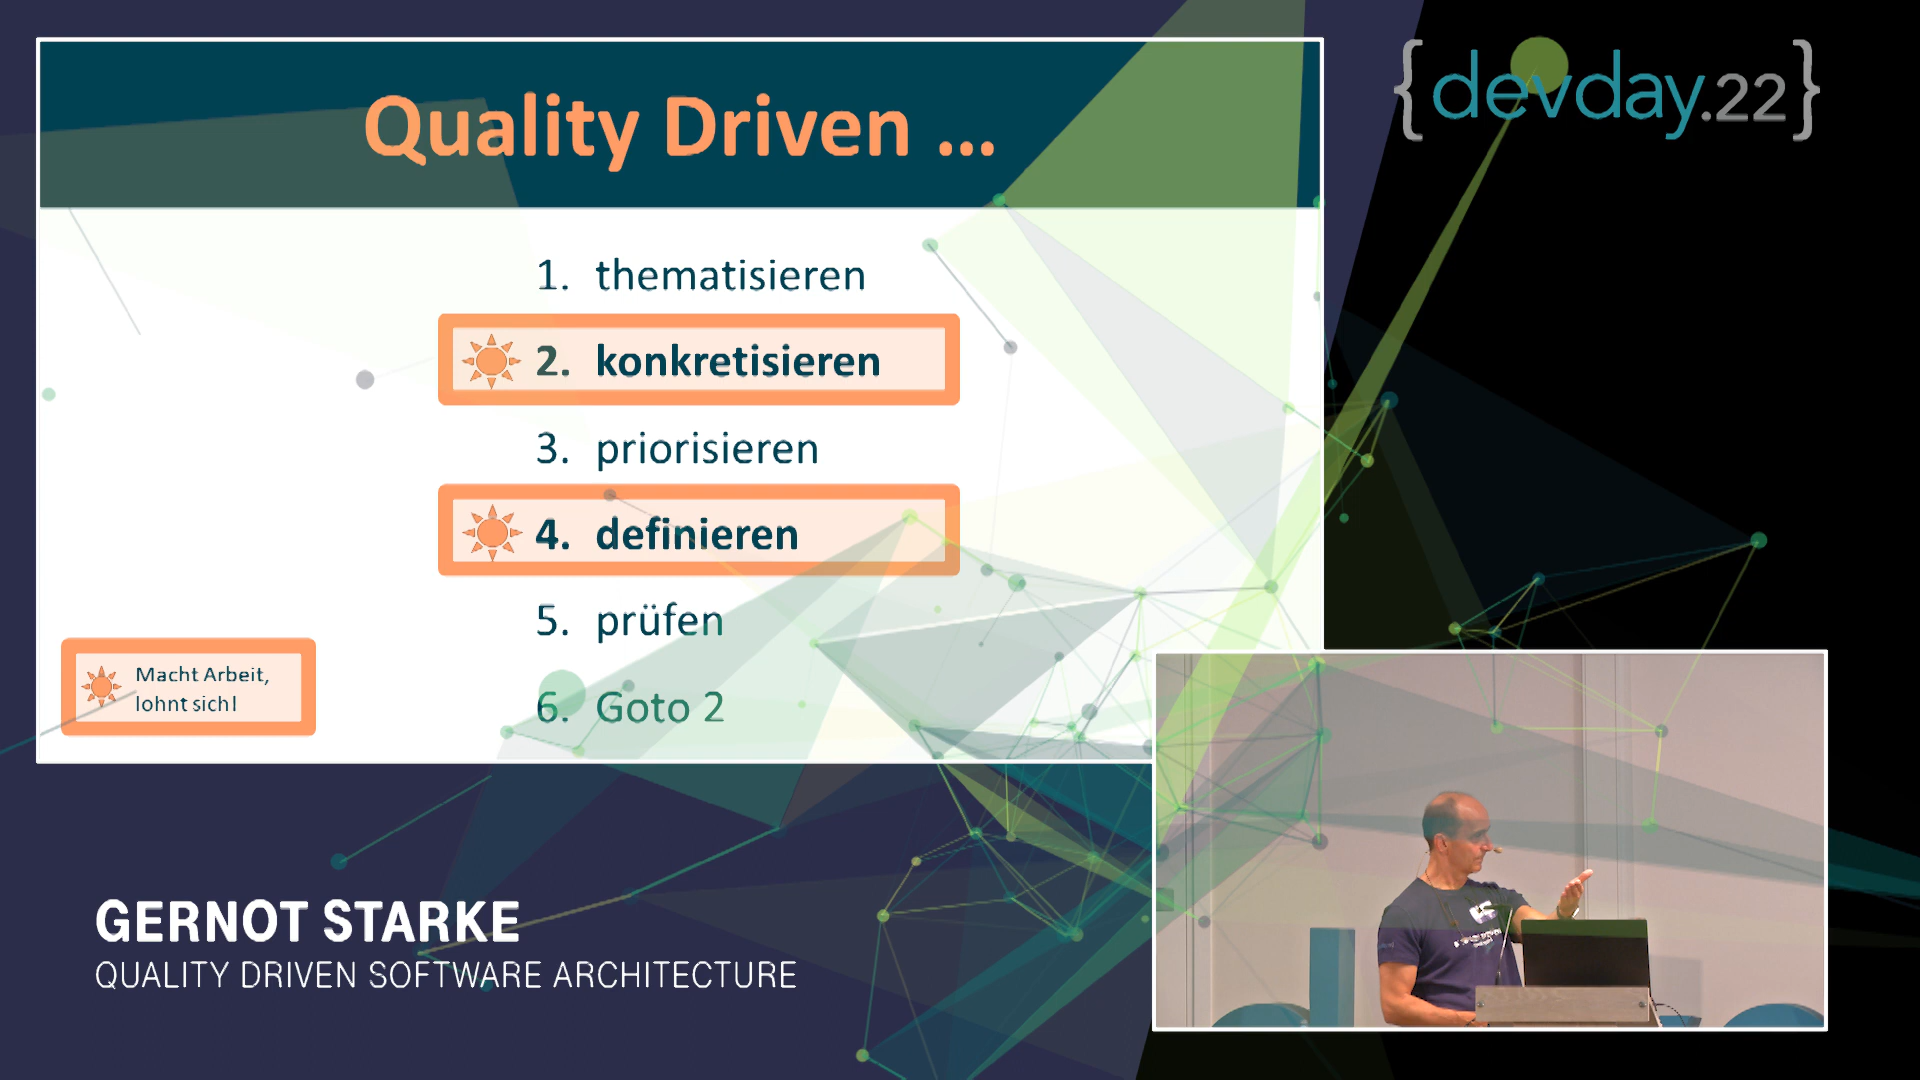 Quality Driven ...
{devday.22}
1. thematisieren
2. konkretisieren
3. priorisieren
4. definieren
5. prüfen
6. Goto 2
Macht Arbeit,
lohnt sich!
GERNOT STARKE
QUALITY DRIVEN SOFTWARE ARCHITECTURE